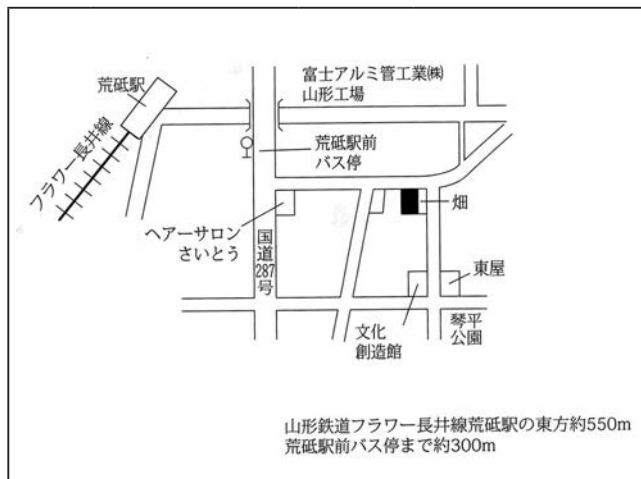 荒砥駅
フラワー長井線
富士アルミ管工業㈱
山形工場
荒砥駅前
バス停
ヘアーサロン
さいとう
国道287号
畑
東屋
文化
創造館
琴平
公園
山形鉄道フラワー長井線荒砥駅の東方約550m
荒砥駅前バス停まで約300m